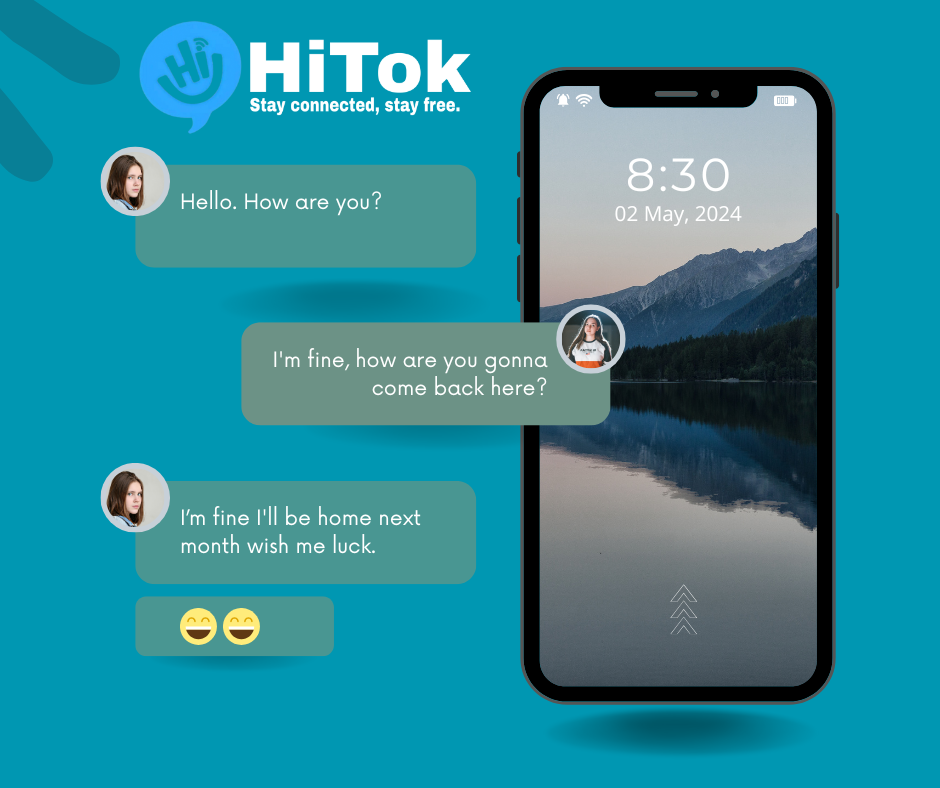 Hi
HiTok
Stay connected, stay free.
Hello. How are you?
I'm fine, how are you gonna
come back here?
I’m fine I'll be home next
month wish me luck.
8:30
02 May, 2024